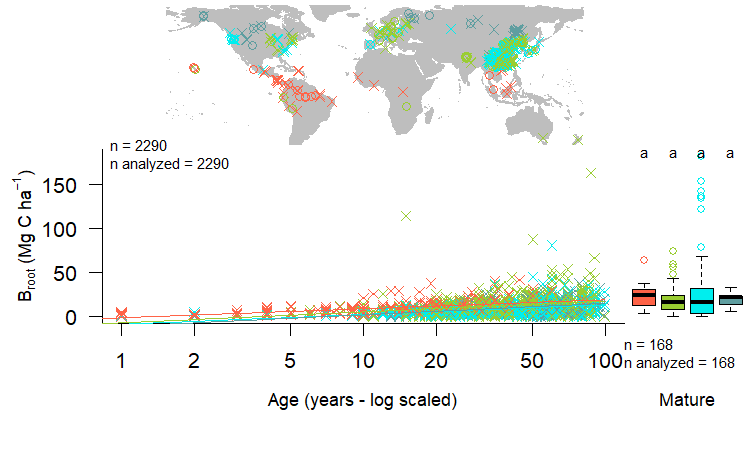 n = 2290
n analyzed = 2290
B root (Mg C ha⁻¹)
150
100
50
0
1 2 5 10 20 50 100
Age (years - log scaled)
a a a a
n = 168
n analyzed = 168
Mature